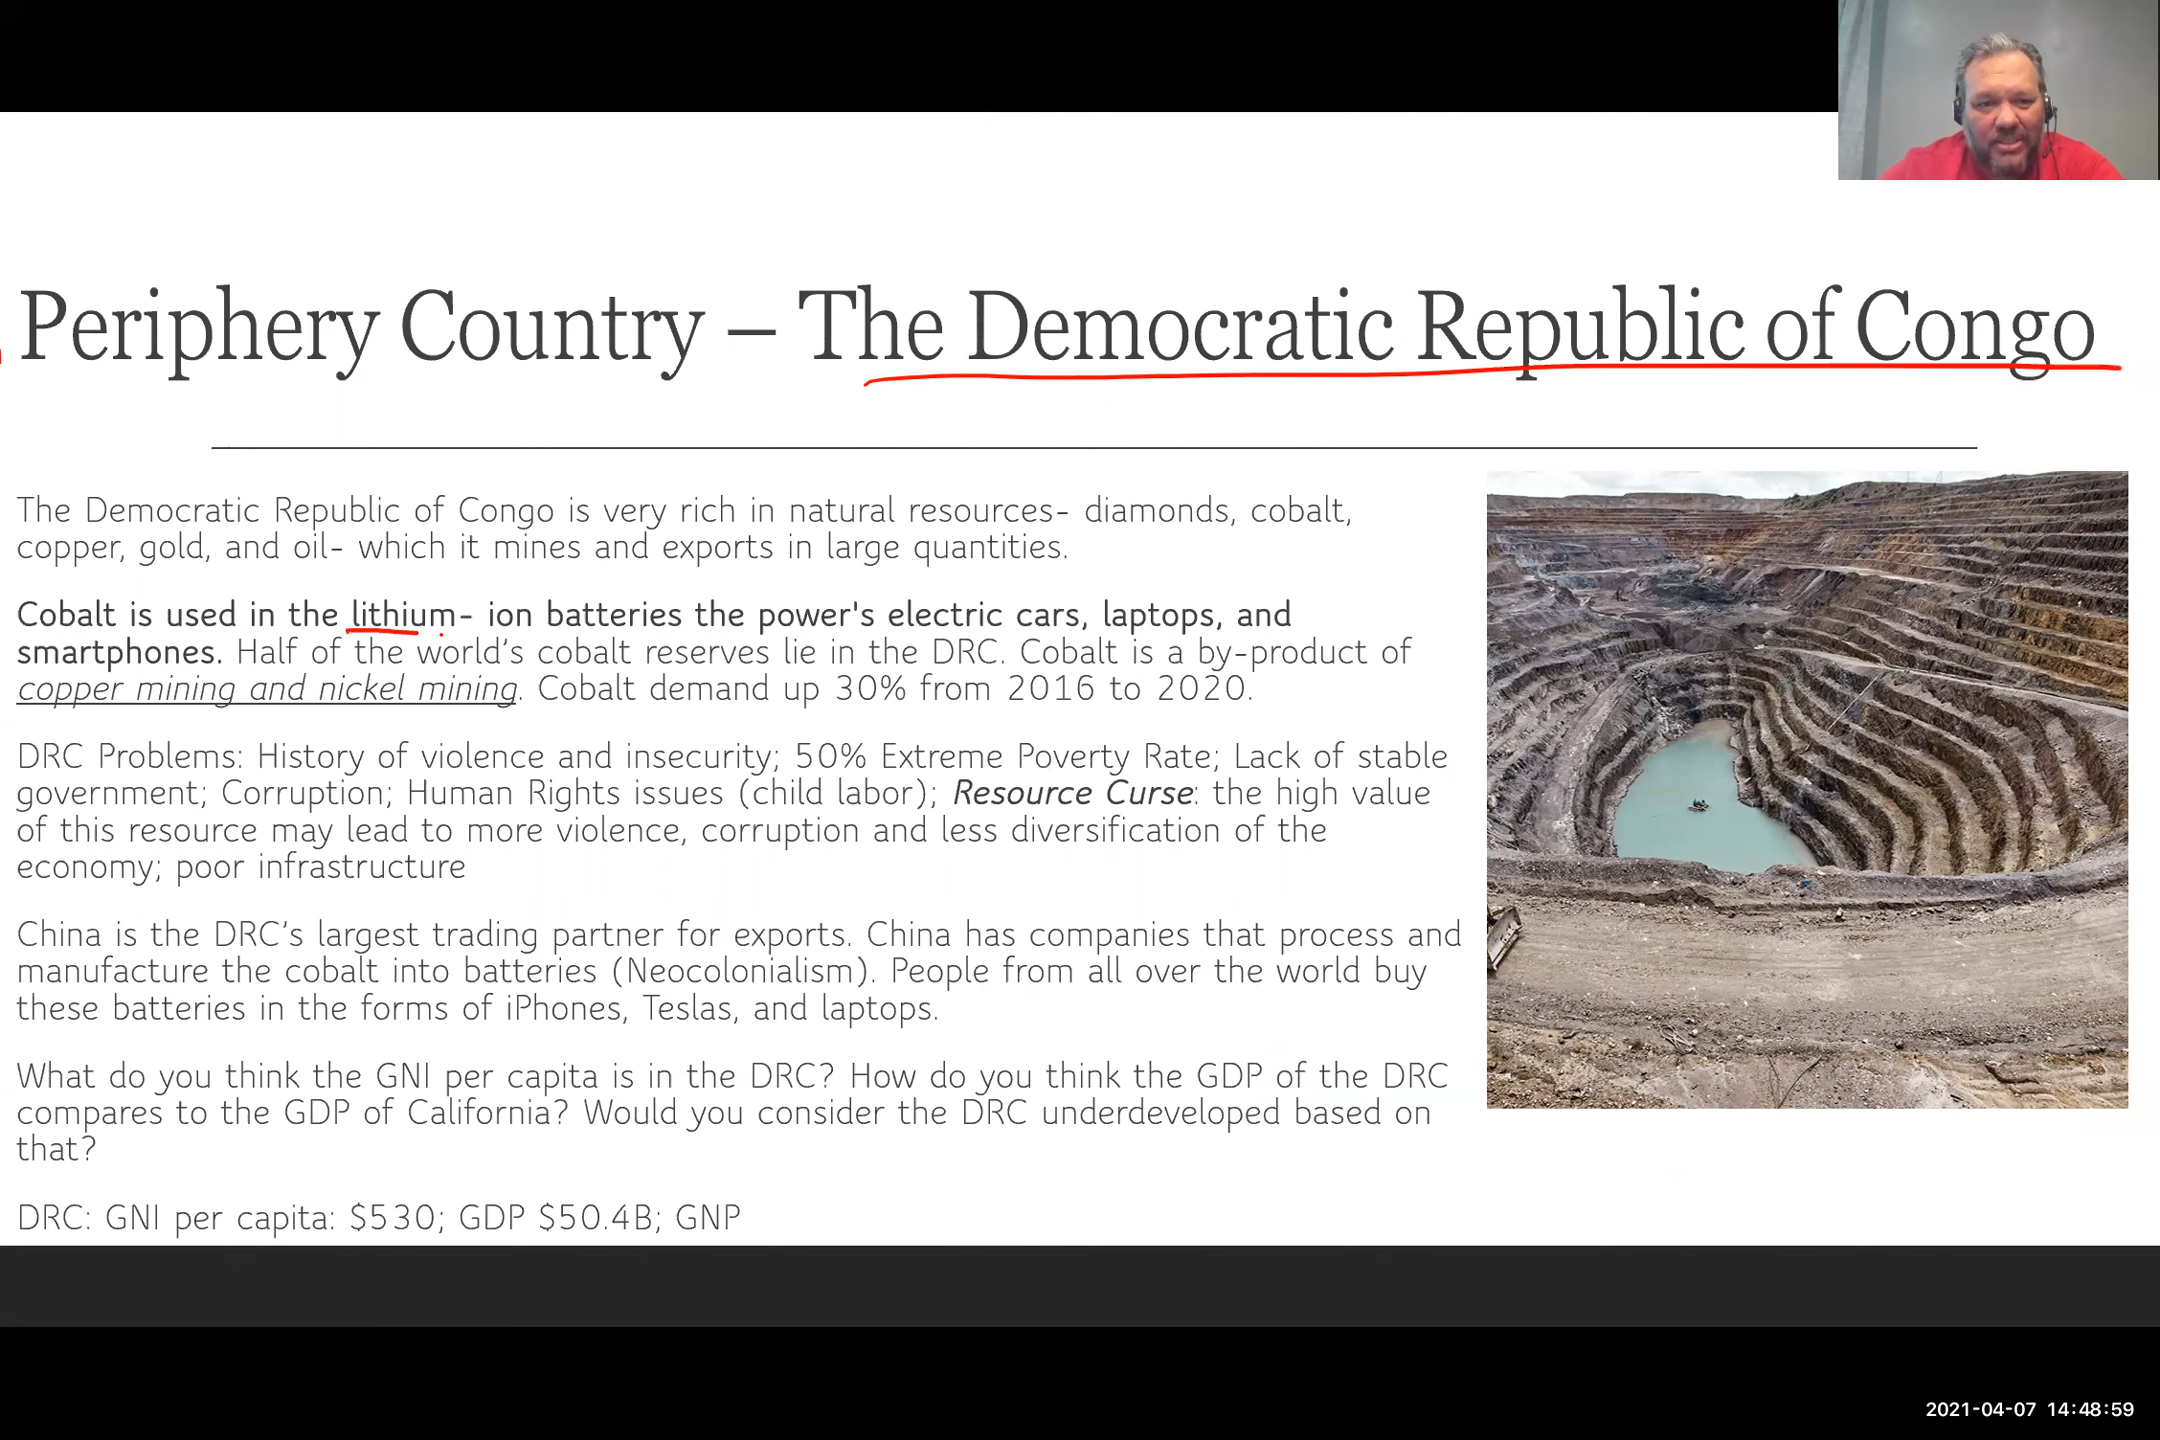 Periphery Country – The Democratic Republic of Congo
The Democratic Republic of Congo is very rich in natural resources- diamonds, cobalt,
copper, gold, and oil- which it mines and exports in large quantities.
Cobalt is used in the lithium- ion batteries the power's electric cars, laptops, and
smartphones. Half of the world’s cobalt reserves lie in the DRC. Cobalt is a by-product of
copper mining and nickel mining. Cobalt demand up 30% from 2016 to 2020.
DRC Problems: History of violence and insecurity; 50% Extreme Poverty Rate; Lack of stable
government; Corruption; Human Rights issues (child labor); Resource Curse: the high value
of this resource may lead to more violence, corruption and less diversification of the
economy; poor infrastructure
China is the DRC’s largest trading partner for exports. China has companies that process and
manufacture the cobalt into batteries (Neocolonialism). People from all over the world buy
these batteries in the forms of iPhones, Teslas, and laptops.
What do you think the GNI per capita is in the DRC? How do you think the GDP of the DRC
compares to the GDP of California? Would you consider the DRC underdeveloped based on
that?
DRC: GNI per capita: $530; GDP $50.4B; GNP
2021-04-07 14:48:59